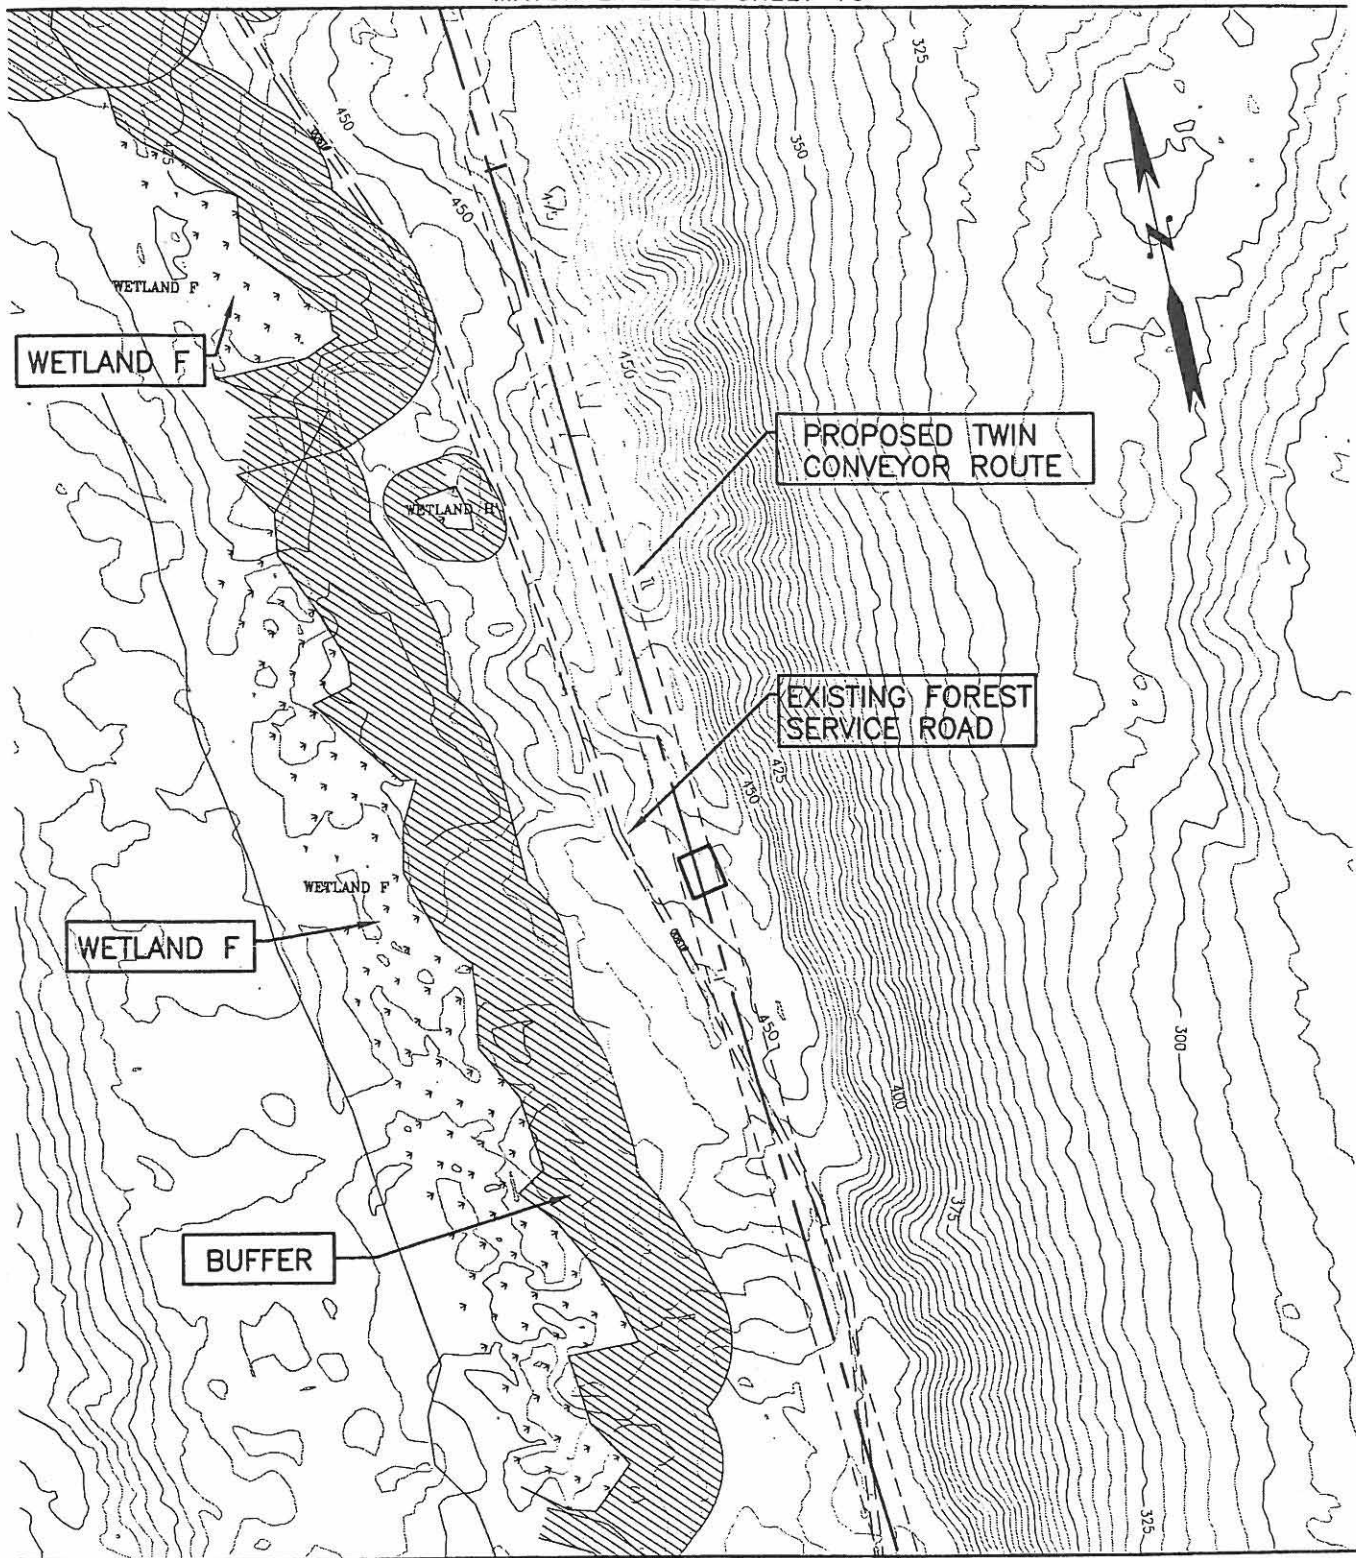 325
450
350
450
WETLAND F
WETLAND F
450
PROPOSED TWIN
CONVEYOR ROUTE
WETLAND H
EXISTING FOREST
SERVICE ROAD
425
450
WETLAND F
WETLAND F
450
300
400
375
BUFFER
325